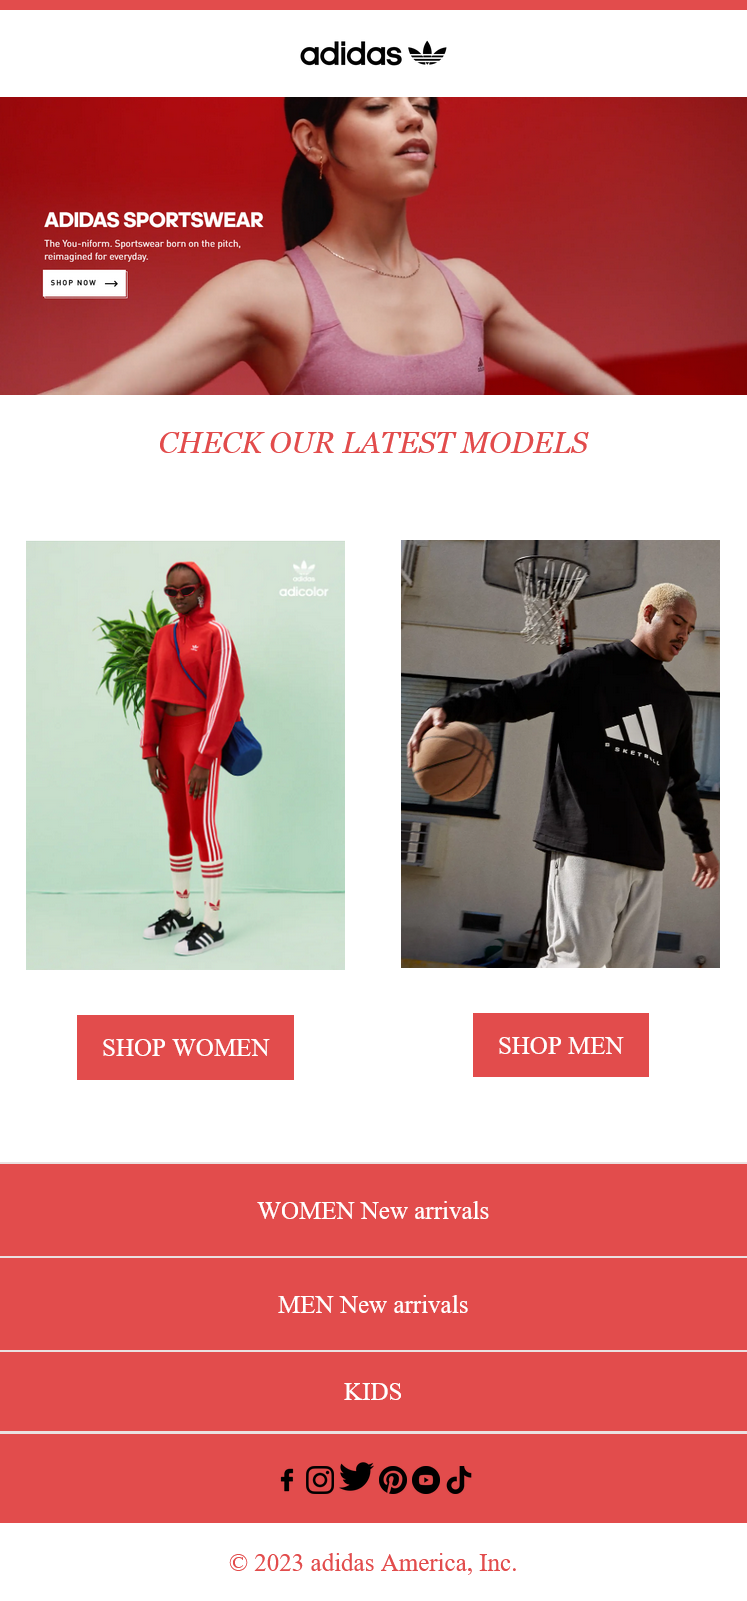 adidas
ADIDAS SPORTSWEAR
The You-niform. Sportswear born on the pitch,
reimagined for everyday.
SHOP NOW
CHECK OUR LATEST MODELS
adidas
adicolor
BASKETBALL
SHOP WOMEN
SHOP MEN
WOMEN New arrivals
MEN New arrivals
KIDS
© 2023 adidas America, Inc.